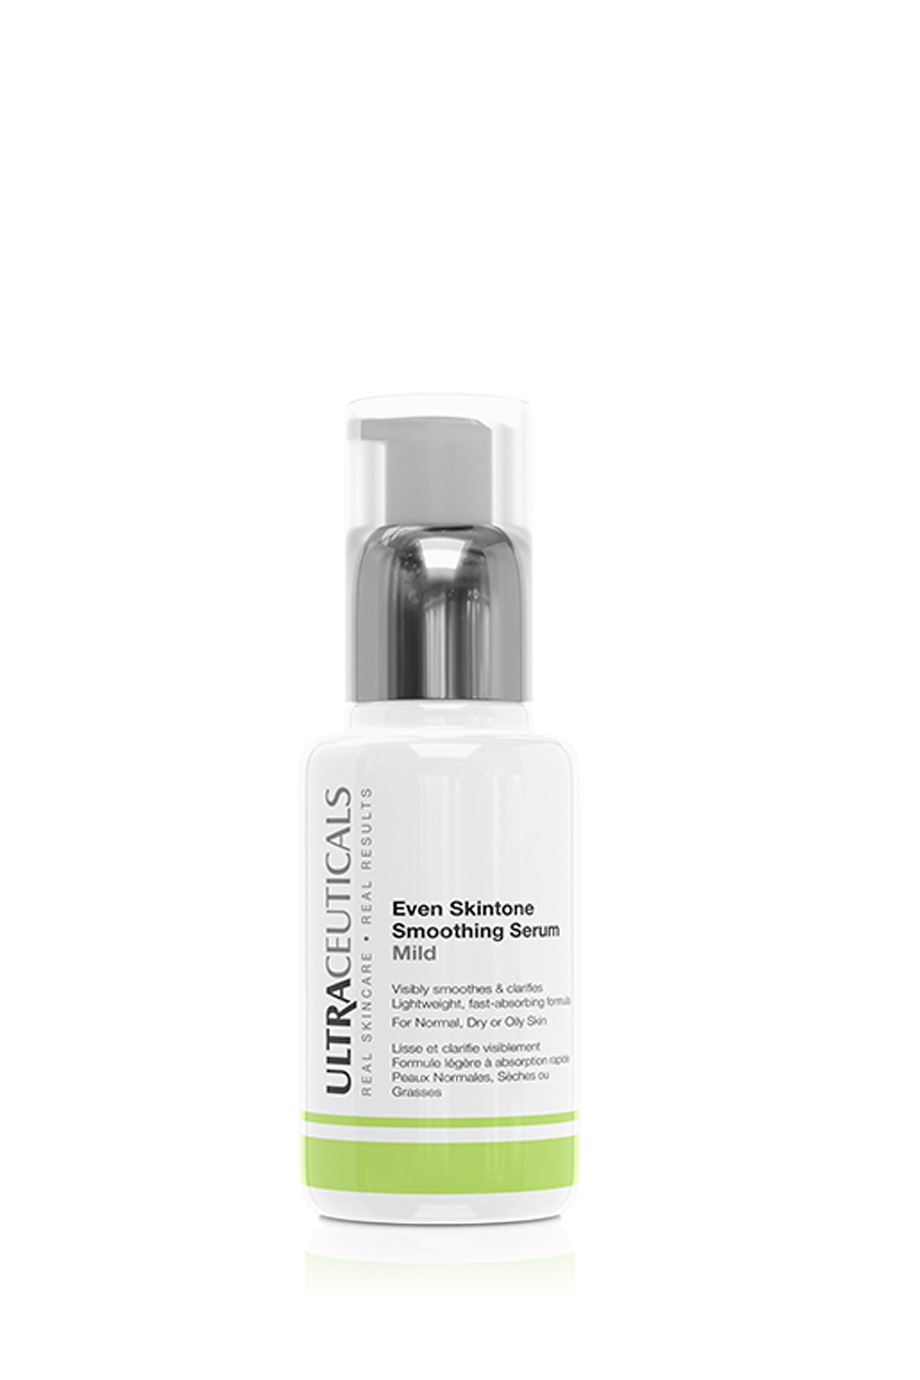 ULTRACEUTICALS
REAL SKINCARE • REAL RESULTS
Even Skintone
Smoothing Serum
Mild
Visibly smoothes & clarifies
Lightweight, fast-absorbing formula
For Normal, Dry or Oily Skin
Lisse et clarifie visiblement
Formule légère à absorption rapide
Peaux Normales, Sèches ou
Grasses